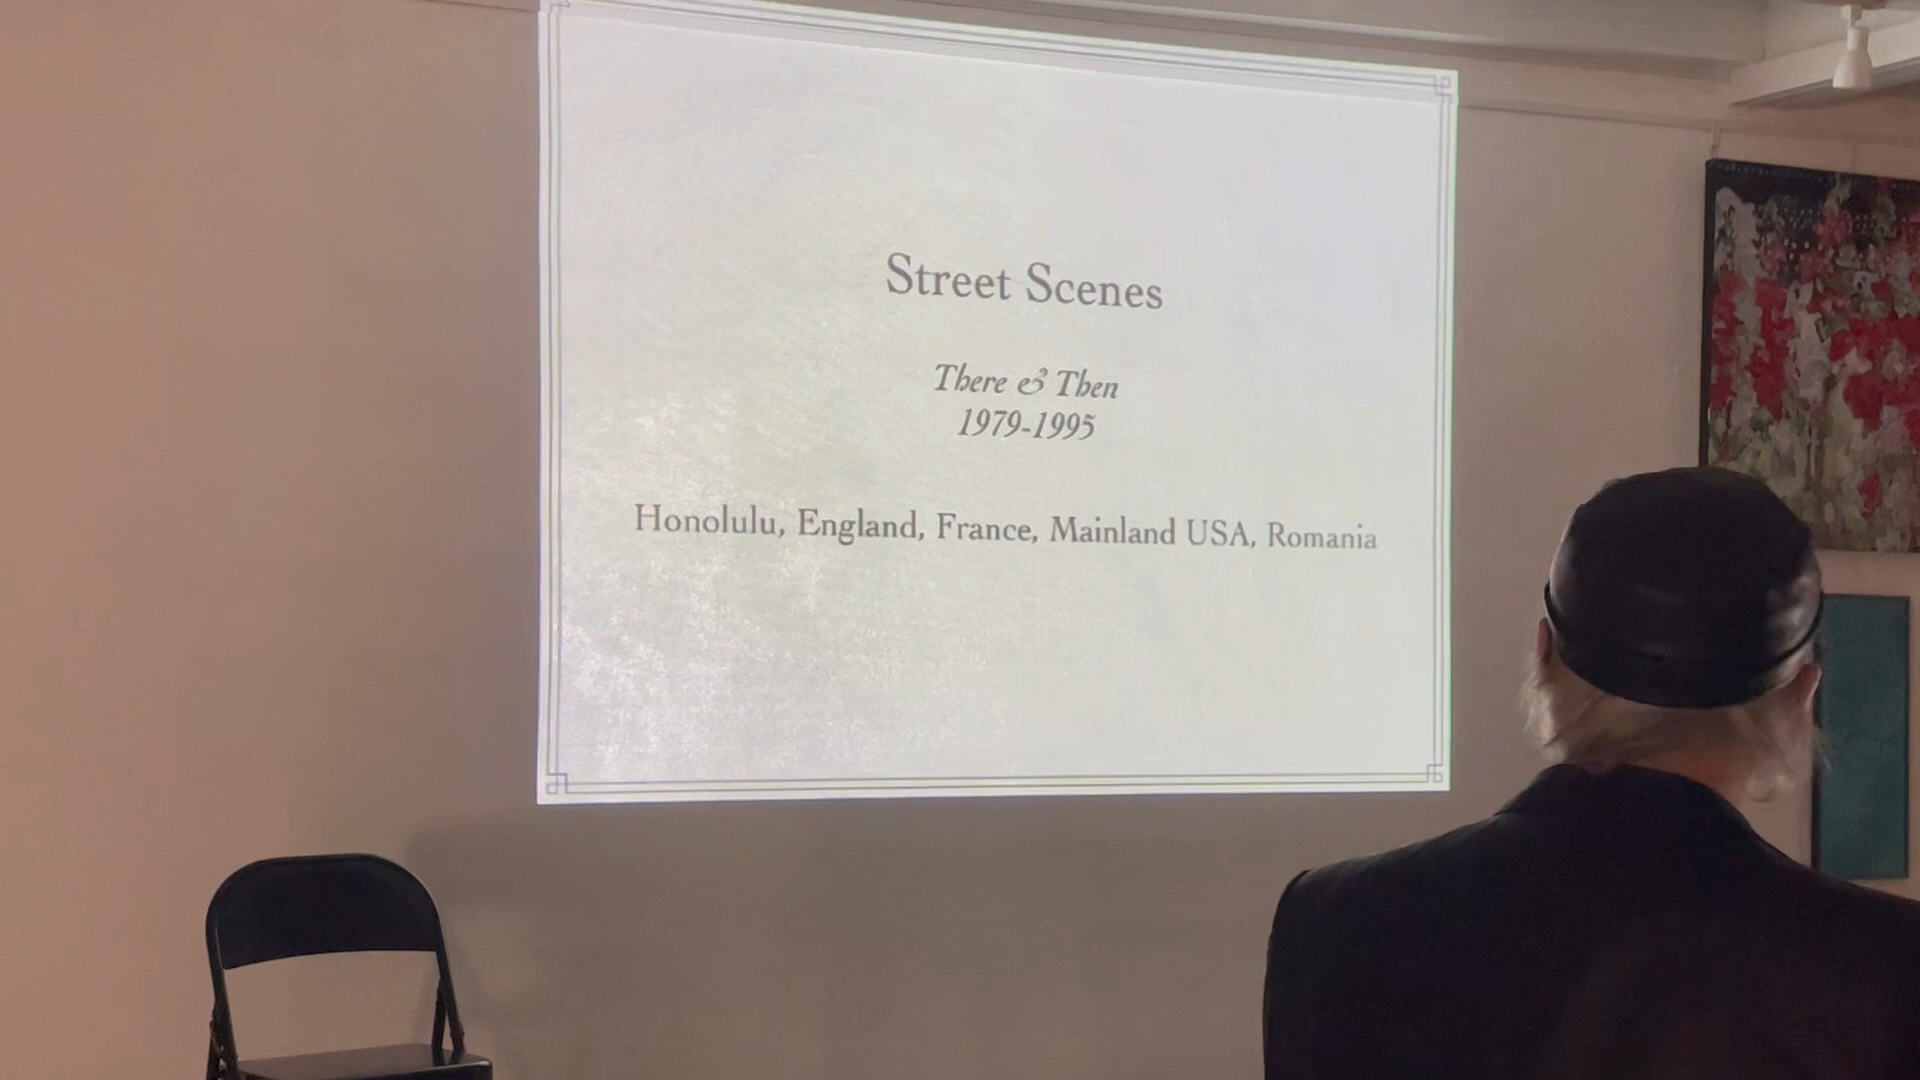 Street Scenes
There & Then
1979-1995
Honolulu, England, France, Mainland USA, Romania